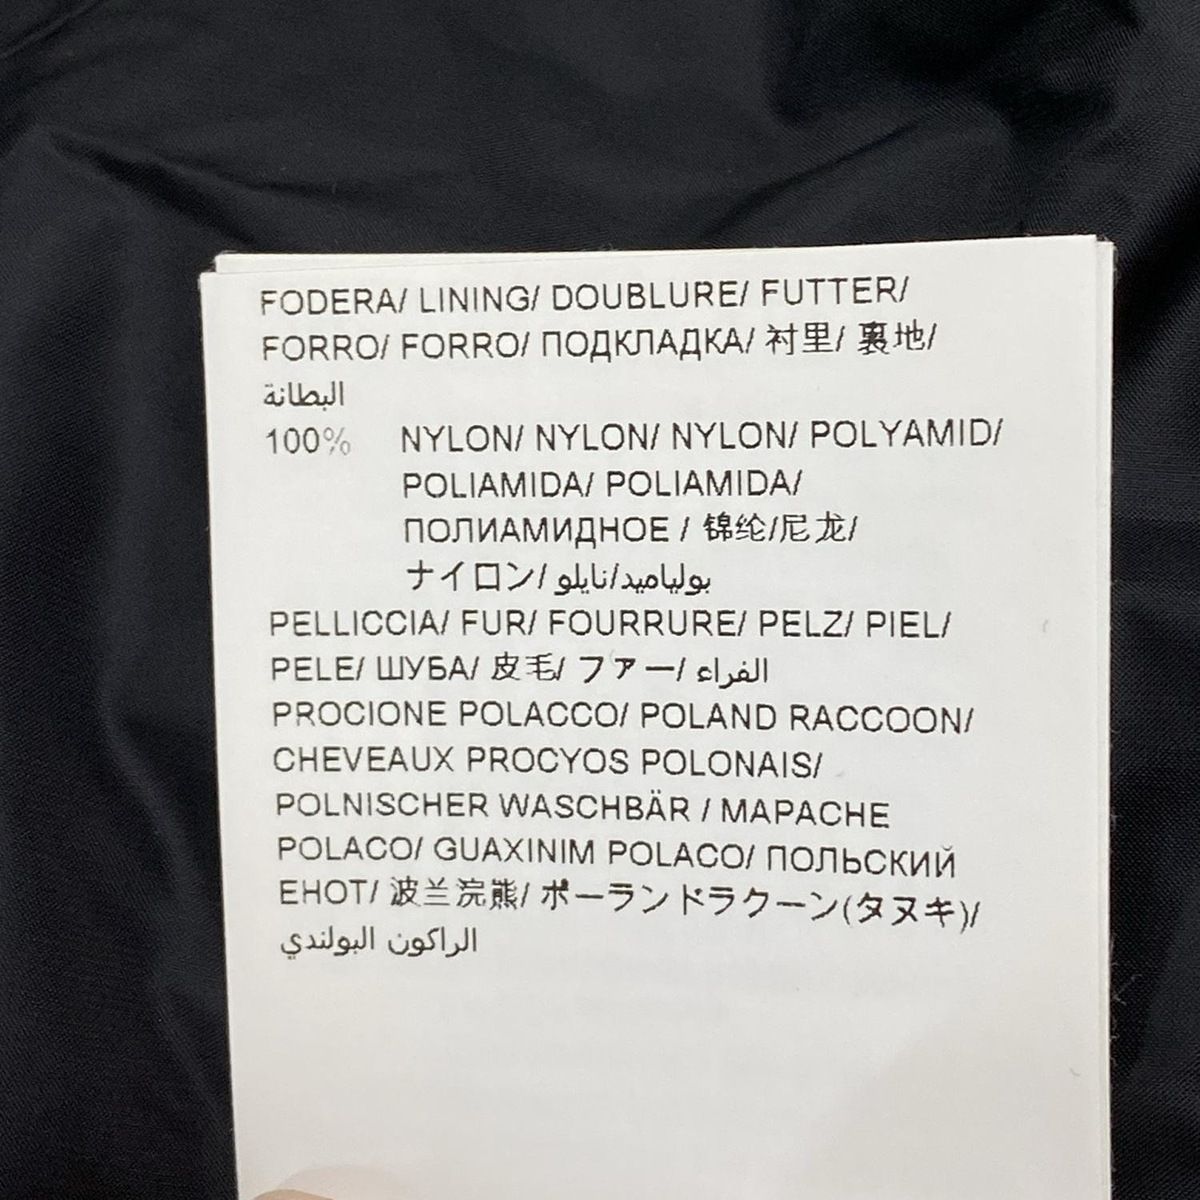 FODERA/ LINING/ DOUBLURE/ FUTTER/
FORRO/ FORRO/ ПОДКЛАДКА/ 衬里/ 裏地/
البطانة
100% NYLON/ NYLON/ NYLON/ POLYAMID/
POLIAMIDA/ POLIAMIDA/
ПОЛИАМИДНОЕ / 锦纶/尼龙/
ナイロン/ بولياميد/نايلو
PELLICCIA/ FUR/ FOURRURE/ PELZ/ PIEL/
PELE/ ШУБА/ 皮毛/ ファー/ الفراء
PROCIONE POLACCO/ POLAND RACCOON/
CHEVEAUX PROCYOS POLONAIS/
POLNISCHER WASCHBÄR / MAPACHE
POLACO/ GUAXINIM POLACO/ ПОЛЬСКИЙ
ЕНОТ/ 波兰浣熊/ ポーランドラクーン(タヌキ)/
الراكون البولندي